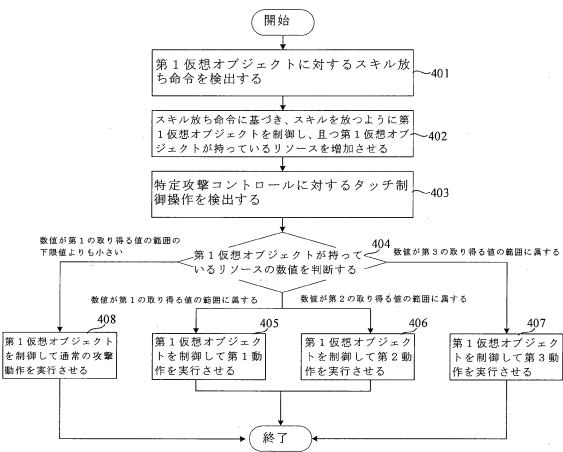 開始
第１仮想オブジェクトに対するスキル放
ち命令を検出する
401
スキル放ち命令に基づき、スキルを放つように第
１仮想オブジェクトを制御し、且つ第１仮想オブ
ジェクトが持っているリソースを増加させる
402
特定攻撃コントロールに対するタッチ制
御操作を検出する
403
数値が第１の取り得る値の範囲の
下限値よりも小さい
第１仮想オブジェクトが持って
いるリソースの数値を判断する
404
数値が第３の取り得る値の範囲に属する
数値が第１の取り得る値の範囲に属する
数値が第２の取り得る値の範囲に属する
408
第１仮想オブジェクト
を制御して通常の攻撃
動作を実行させる
405
第１仮想オブジェク
トを制御して第１動
作を実行させる
406
第１仮想オブジェク
トを制御して第２動
作を実行させる
407
第１仮想オブジェク
トを制御して第３動
作を実行させる
終了